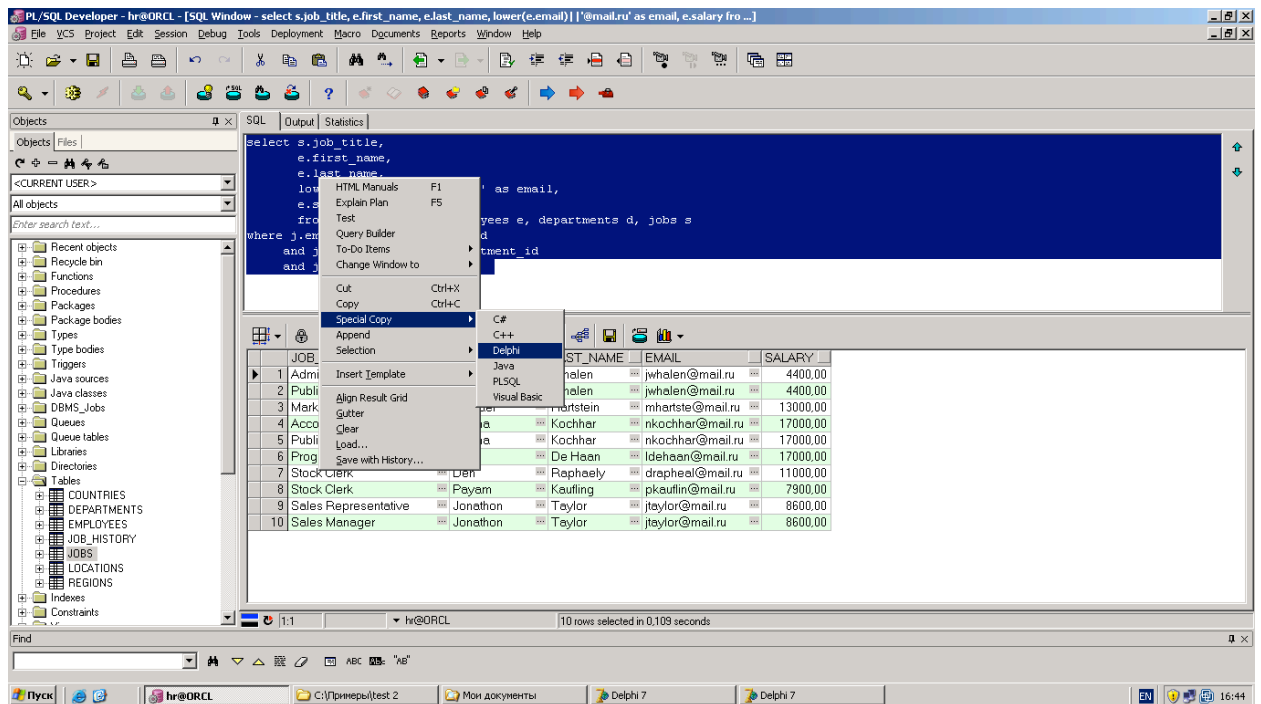 PL/SQL Developer - hr@ORCL - [SQL Window - select s.job_title, e.first_name, e.last_name, lower(e.email)||'@mail.ru' as email, e.salary fro ...]
File VCS Project Edit Session Debug Tools Deployment Macro Documents Reports Window Help
Objects
Objects Files
<CURRENT USER>
All objects
Enter search text...
Recent objects
Recycle bin
Functions
Procedures
Packages
Package bodies
Types
Type bodies
Triggers
Java sources
Java classes
DBMS_Jobs
Queues
Queue tables
Libraries
Directories
Tables
COUNTRIES
DEPARTMENTS
EMPLOYEES
JOB_HISTORY
JOBS
LOCATIONS
REGIONS
Indexes
Constraints
SQL Output Statistics
select s.job_title,
e.first_name,
e.last_name,
low ' as email,
e.s
fro yees e, departments d, jobs s
where j.em d
and j tment_id
and j
HTML Manuals F1
Explain Plan F5
Test
Query Builder
To-Do Items
Change Window to
Cut Ctrl+X
Copy Ctrl+C
Special Copy
Append
Selection
Insert Template
Align Result Grid
Gutter
Clear
Load...
Save with History...
C#
C++
Delphi
Java
PLSQL
Visual Basic
JOB_ ST_NAME EMAIL SALARY
1 Admi halen jwhalen@mail.ru 4400,00
2 Publi halen jwhalen@mail.ru 4400,00
3 Mark Hartstein mhartste@mail.ru 13000,00
4 Acco Kochhar nkochhar@mail.ru 17000,00
5 Publi Kochhar nkochhar@mail.ru 17000,00
6 Prog De Haan ldehaan@mail.ru 17000,00
7 Stock Clerk Den Raphaely drapheal@mail.ru 11000,00
8 Stock Clerk Payam Kaufling pkauflin@mail.ru 7900,00
9 Sales Representative Jonathon Taylor jtaylor@mail.ru 8600,00
10 Sales Manager Jonathon Taylor jtaylor@mail.ru 8600,00
1:1 hr@ORCL 10 rows selected in 0,109 seconds
Find
ABC "AB"
Пуск hr@ORCL C:\Примеры\test 2 Мои документы Delphi 7 Delphi 7 EN 16:44